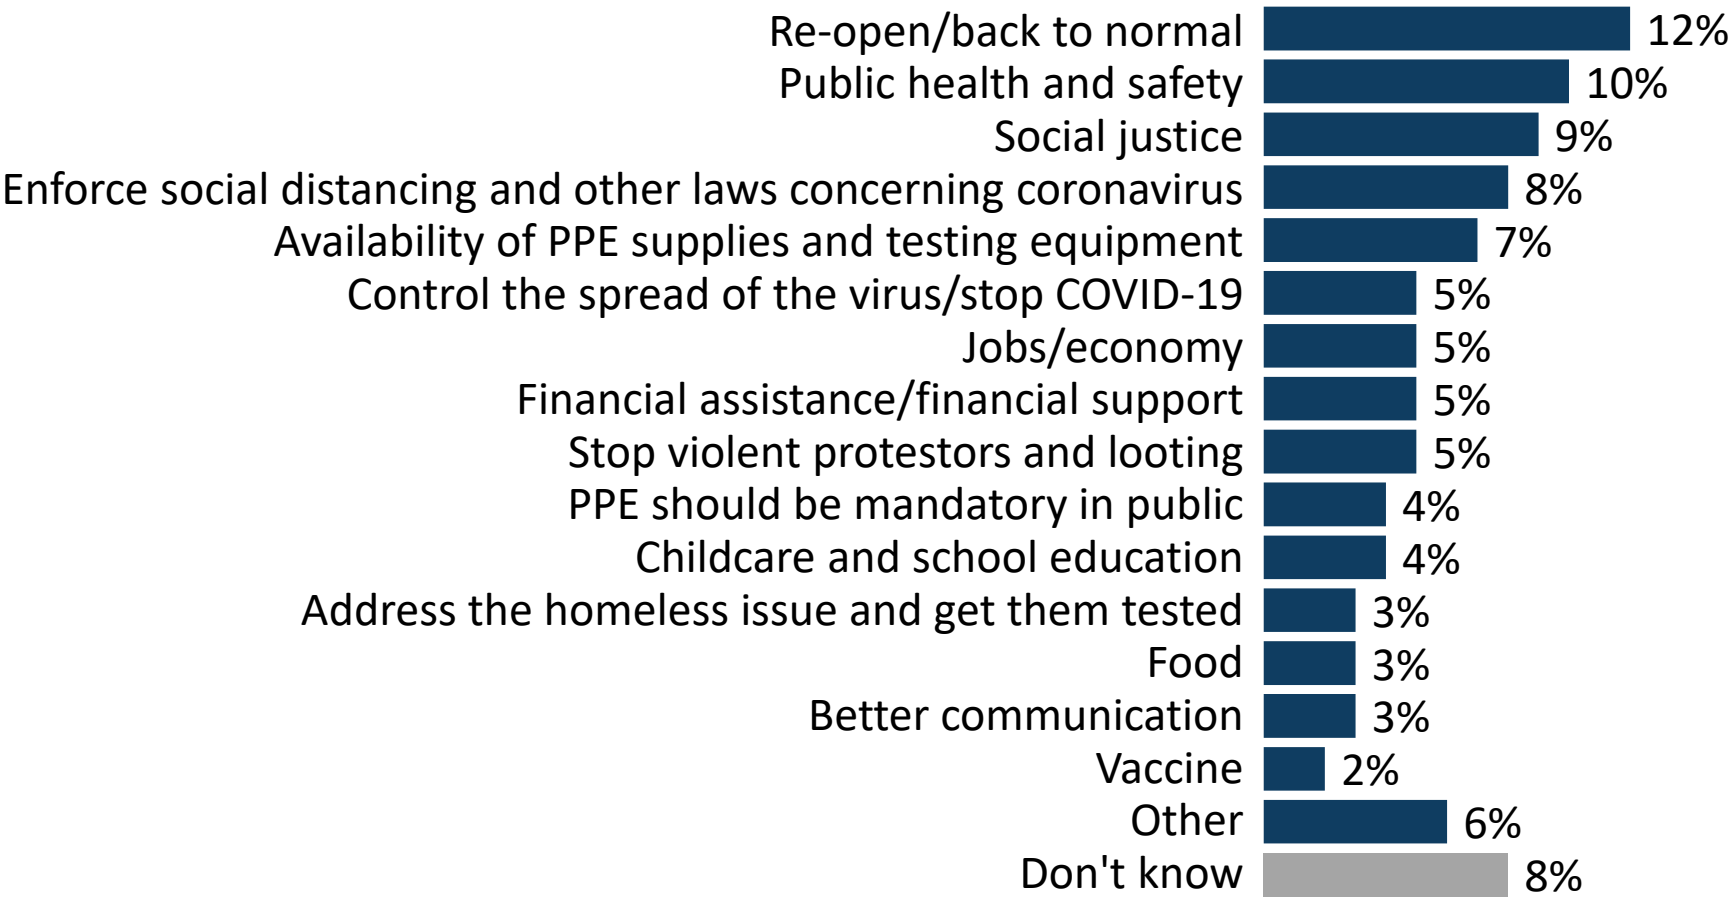 Re-open/back to normal 12%
Public health and safety 10%
Social justice 9%
Enforce social distancing and other laws concerning coronavirus 8%
Availability of PPE supplies and testing equipment 7%
Control the spread of the virus/stop COVID-19 5%
Jobs/economy 5%
Financial assistance/financial support 5%
Stop violent protestors and looting 5%
PPE should be mandatory in public 4%
Childcare and school education 4%
Address the homeless issue and get them tested 3%
Food 3%
Better communication 3%
Vaccine 2%
Other 6%
Don't know 8%